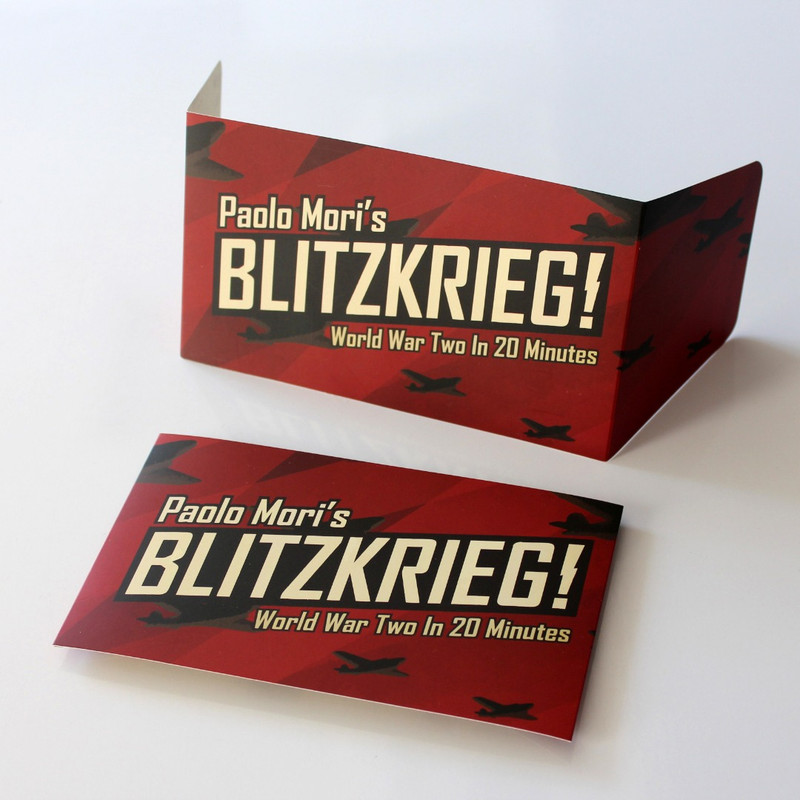 Paolo Mori's
BLITZKRIEG!
World War Two In 20 Minutes
Paolo Mori's
BLITZKRIEG!
World War Two In 20 Minutes